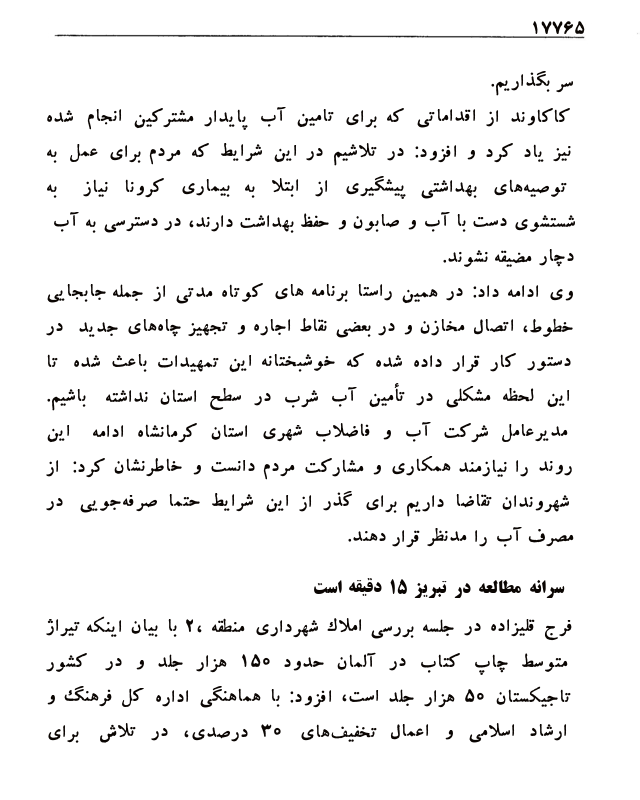 ۱۷۷۶۵
سر بگذاریم.
کاکاوند از اقداماتی که برای تامین آب پایدار مشترکین انجام شده
نیز یاد کرد و افزود: در تلاشیم در این شرایط که مردم برای عمل به
توصیه‌های بهداشتی پیشگیری از ابتلا به بیماری کرونا نیاز به
شستشوی دست با آب و صابون و حفظ بهداشت دارند، در دسترسی به آب
دچار مضیقه نشوند.
وی ادامه داد: در همین راستا برنامه های کوتاه مدتی از جمله جابجایی
خطوط، اتصال مخازن و در بعضی نقاط اجاره و تجهیز چاه‌های جدید در
دستور کار قرار داده شده که خوشبختانه این تمهیدات باعث شده تا
این لحظه مشکلی در تأمین آب شرب در سطح استان نداشته باشیم.
مدیرعامل شرکت آب و فاضلاب شهری استان کرمانشاه ادامه این
روند را نیازمند همکاری و مشارکت مردم دانست و خاطرنشان کرد: از
شهروندان تقاضا داریم برای گذر از این شرایط حتما صرفه‌جویی در
مصرف آب را مدنظر قرار دهند.
سرانه مطالعه در تبریز ۱۵ دقیقه است
فرج قلیزاده در جلسه بررسی املاک شهرداری منطقه ۲، با بیان اینکه تیراژ
متوسط چاپ کتاب در آلمان حدود ۱۵۰ هزار جلد و در کشور
تاجیکستان ۵۰ هزار جلد است، افزود: با هماهنگی اداره کل فرهنگ و
ارشاد اسلامی و اعمال تخفیف‌های ۳۰ درصدی، در تلاش برای